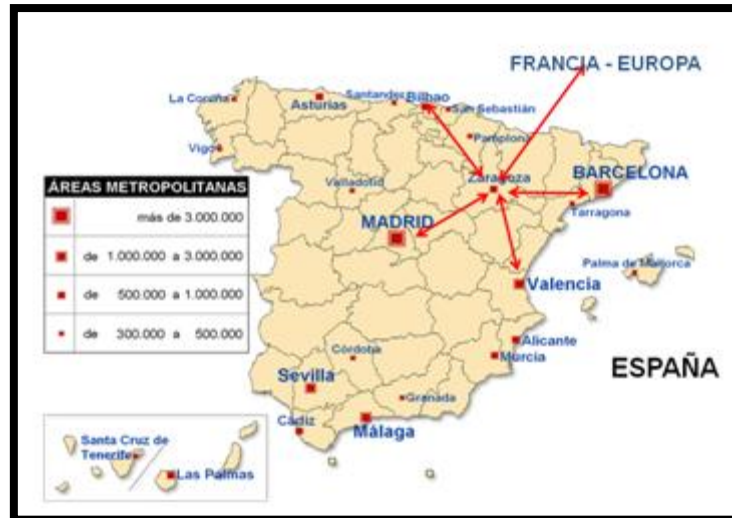 FRANCIA - EUROPA
La Coruña
Asturias
Santander
Bilbao
San Sebastián
Vigo
Pamplona
Valladolid
Zaragoza
BARCELONA
Tarragona
MADRID
Palma de Mallorca
Valencia
ÁREAS METROPOLITANAS
más de 3.000.000
de 1.000.000 a 3.000.000
de 500.000 a 1.000.000
de 300.000 a 500.000
Alicante
Murcia
ESPAÑA
Córdoba
Sevilla
Granada
Cádiz
Málaga
Santa Cruz de
Tenerife
Las Palmas